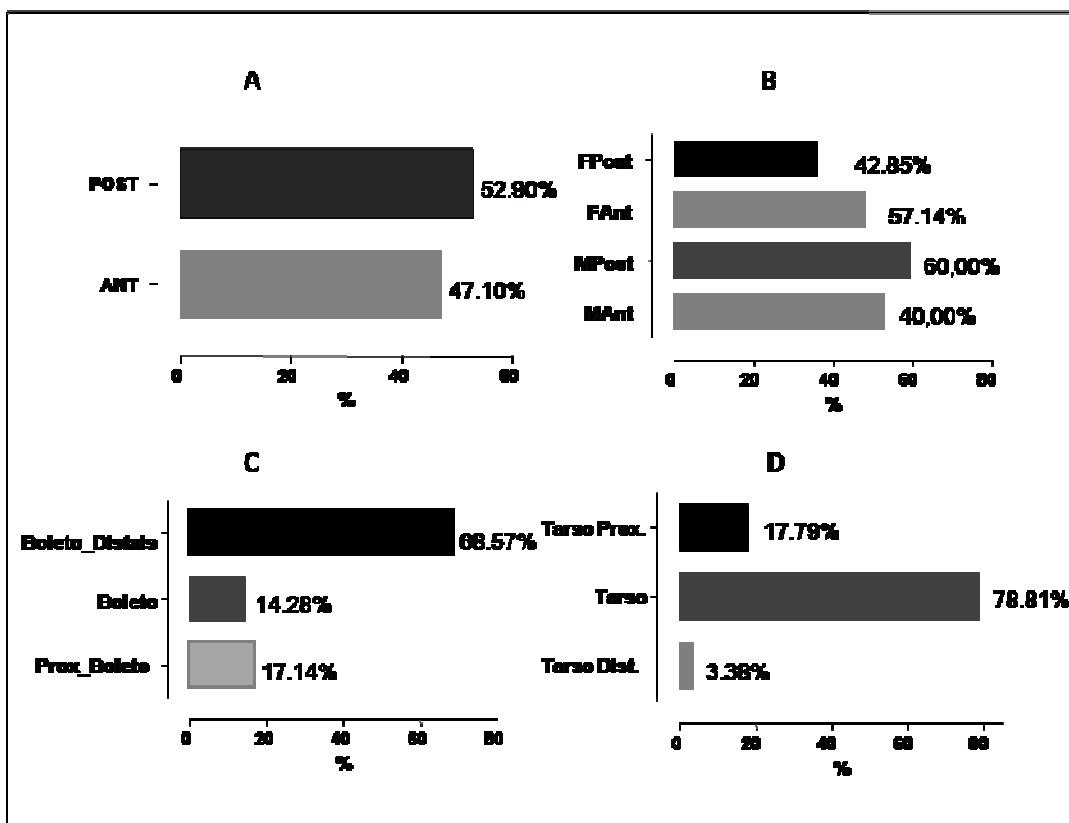 A
POST
52.90%
ANT
47.10%
0 20 40 60
%
B
FPost
42.85%
FAnt
57.14%
MPost
60,00%
MAnt
40,00%
0 20 40 60 80
%
C
Boleto_Distais
68.57%
Boleto
14.28%
Prox_Boleto
17.14%
0 20 40 60 80
%
D
Tarso Prox.
17.79%
Tarso
78.81%
Tarso Dist.
3.38%
0 20 40 60 80
%